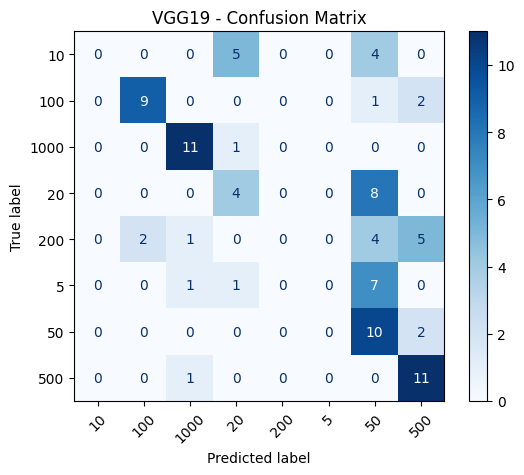 VGG19 - Confusion Matrix
True label
10 0 0 0 5 0 0 4 0
100 0 9 0 0 0 0 1 2
1000 0 0 11 1 0 0 0 0
20 0 0 0 4 0 0 8 0
200 0 2 1 0 0 0 4 5
5 0 0 1 1 0 0 7 0
50 0 0 0 0 0 0 10 2
500 0 0 1 0 0 0 0 11
10 100 1000 20 200 5 50 500
Predicted label
10
8
6
4
2
0